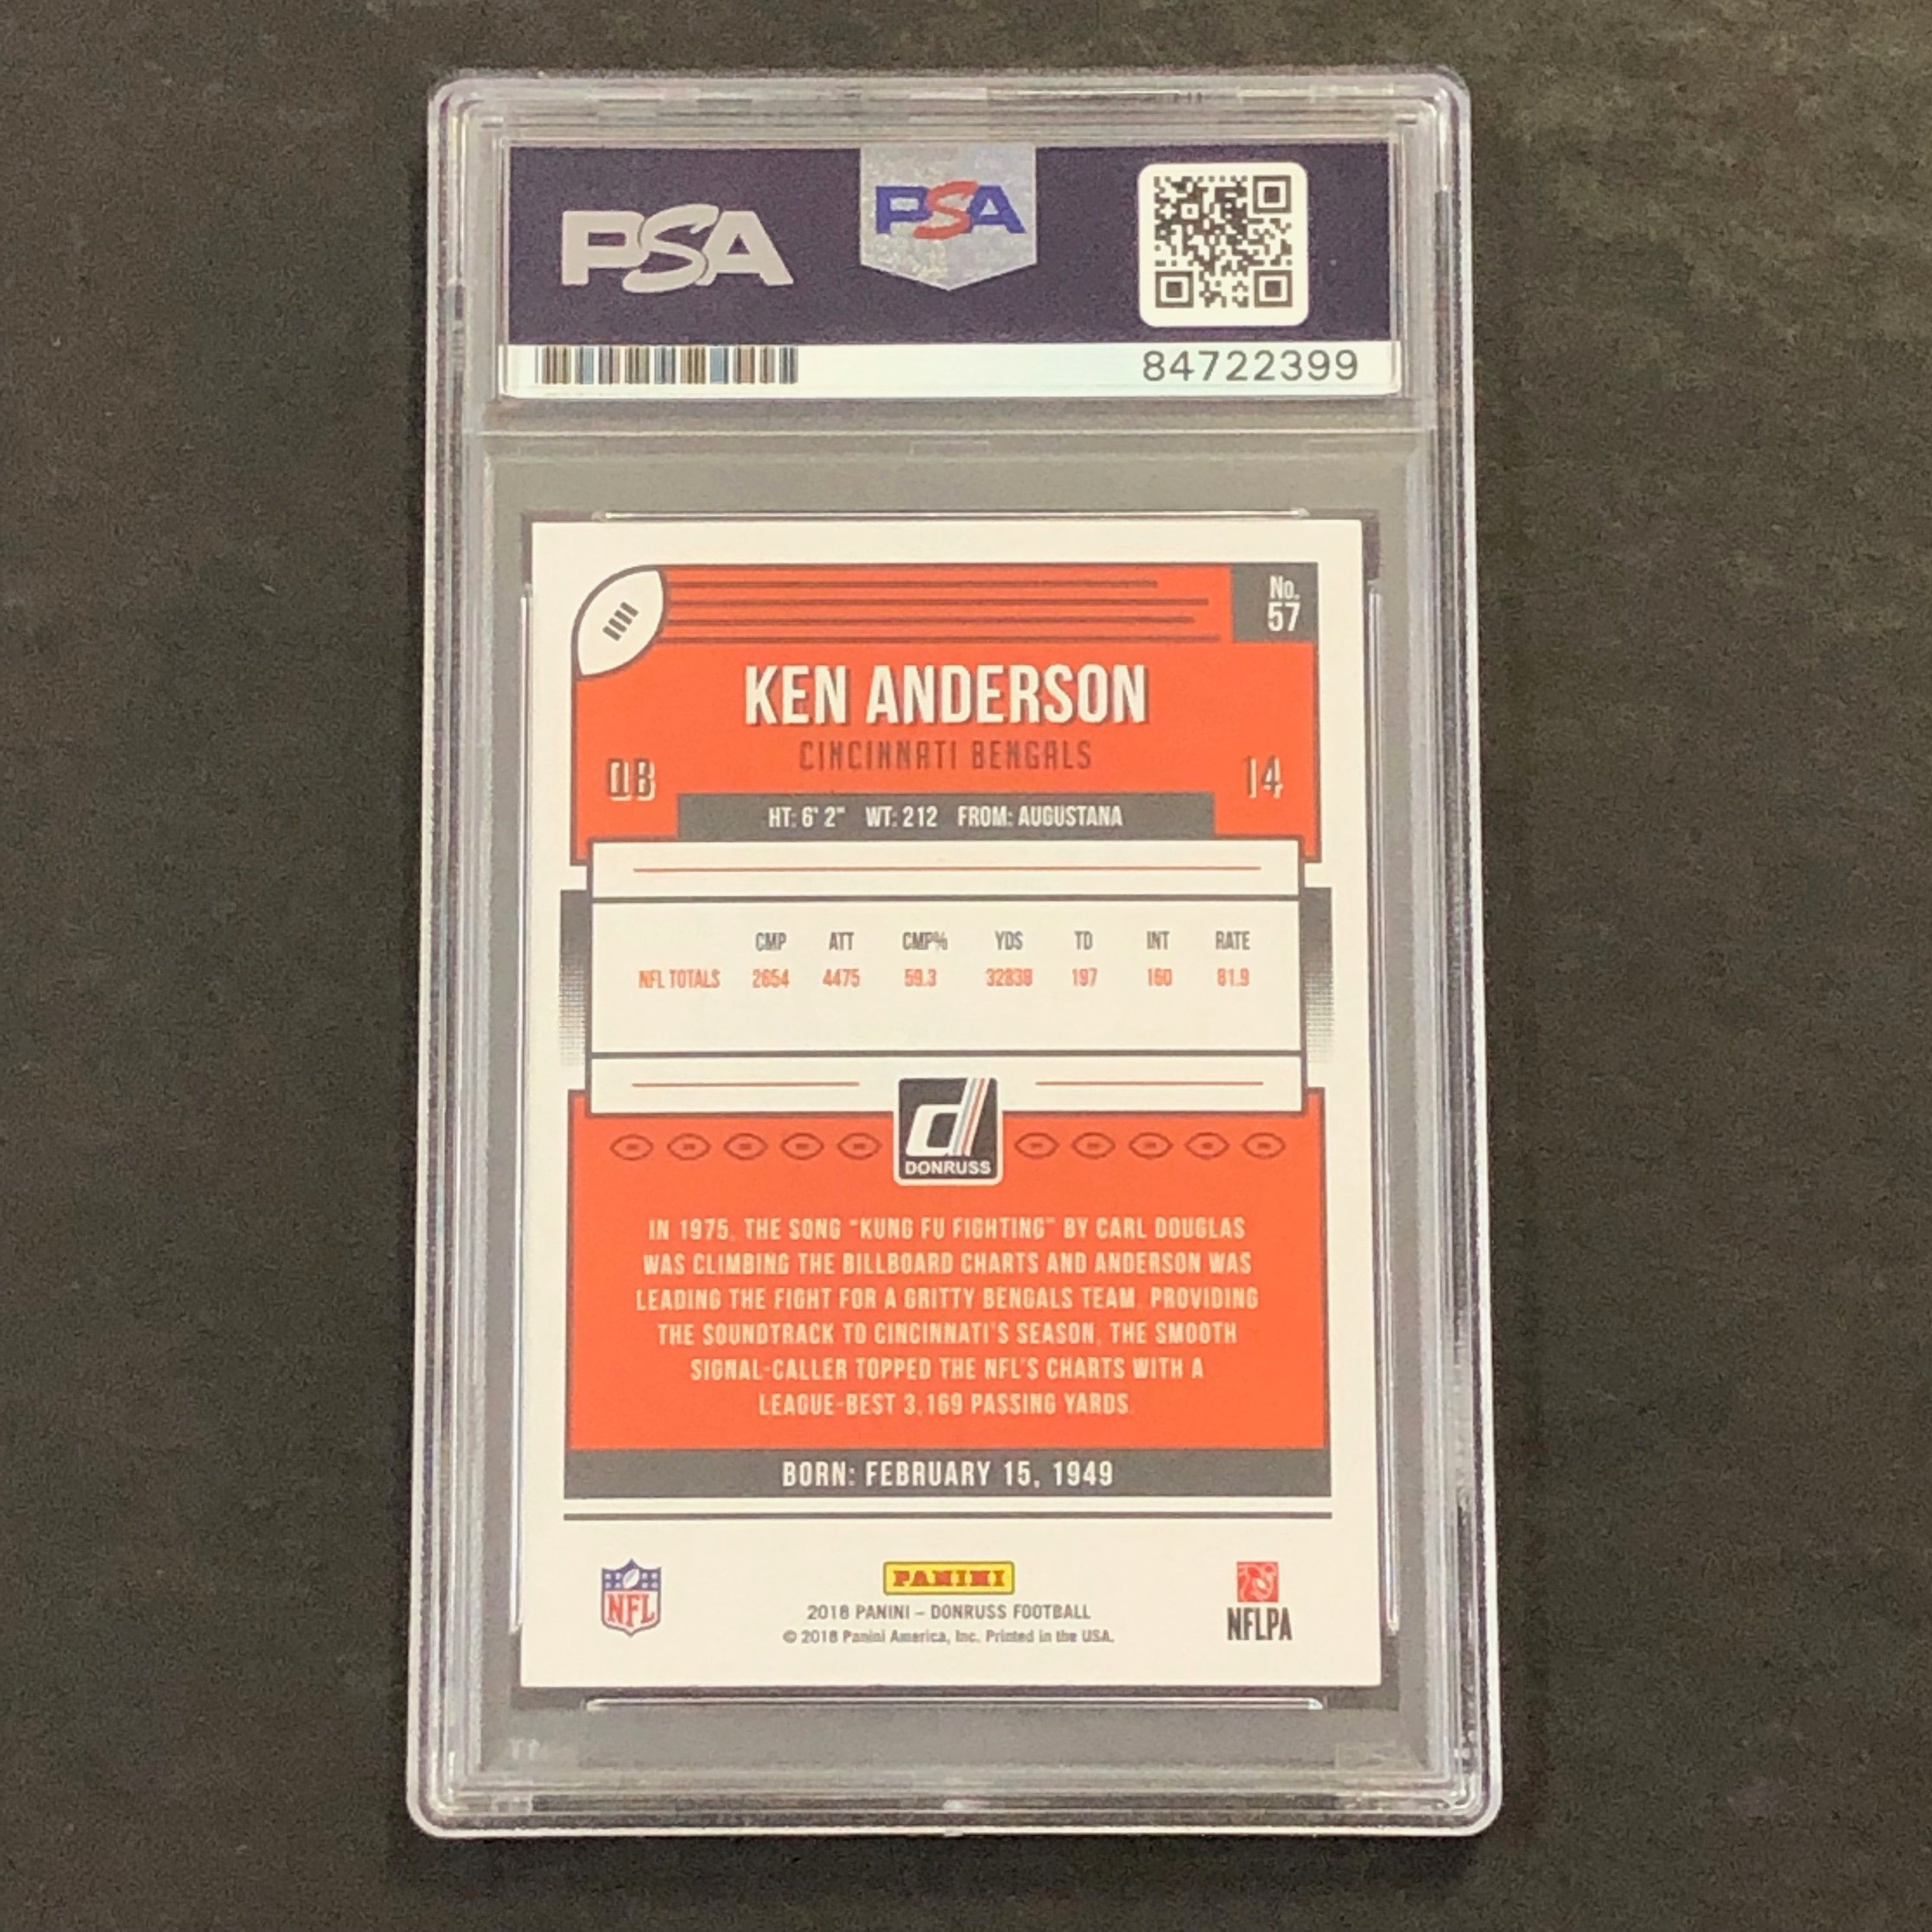 PSA
PSA
84722399
No.
57
KEN ANDERSON
CINCINNATI BENGALS
QB
14
HT: 6' 2" WT: 212 FROM: AUGUSTANA
CMP ATT CMP% YDS TD INT RATE
NFL TOTALS 2654 4475 59.3 32838 197 160 81.9
d
DONRUSS
IN 1975, THE SONG "KUNG FU FIGHTING" BY CARL DOUGLAS
WAS CLIMBING THE BILLBOARD CHARTS AND ANDERSON WAS
LEADING THE FIGHT FOR A GRITTY BENGALS TEAM. PROVIDING
THE SOUNDTRACK TO CINCINNATI'S SEASON, THE SMOOTH
SIGNAL-CALLER TOPPED THE NFL'S CHARTS WITH A
LEAGUE-BEST 3,169 PASSING YARDS.
BORN: FEBRUARY 15, 1949
NFL
PANINI
NFLPA
2018 PANINI – DONRUSS FOOTBALL
© 2018 Panini America, Inc. Printed in the USA.